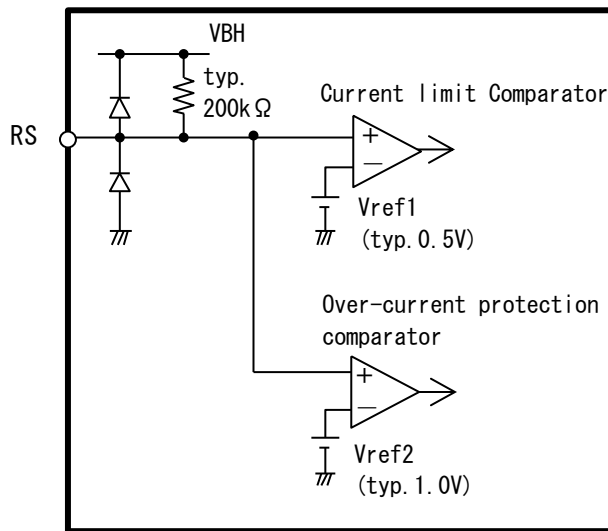 VBH
typ.
200kΩ
RS
Current limit Comparator
+
−
Vref1
(typ.0.5V)
Over-current protection
comparator
+
−
Vref2
(typ.1.0V)